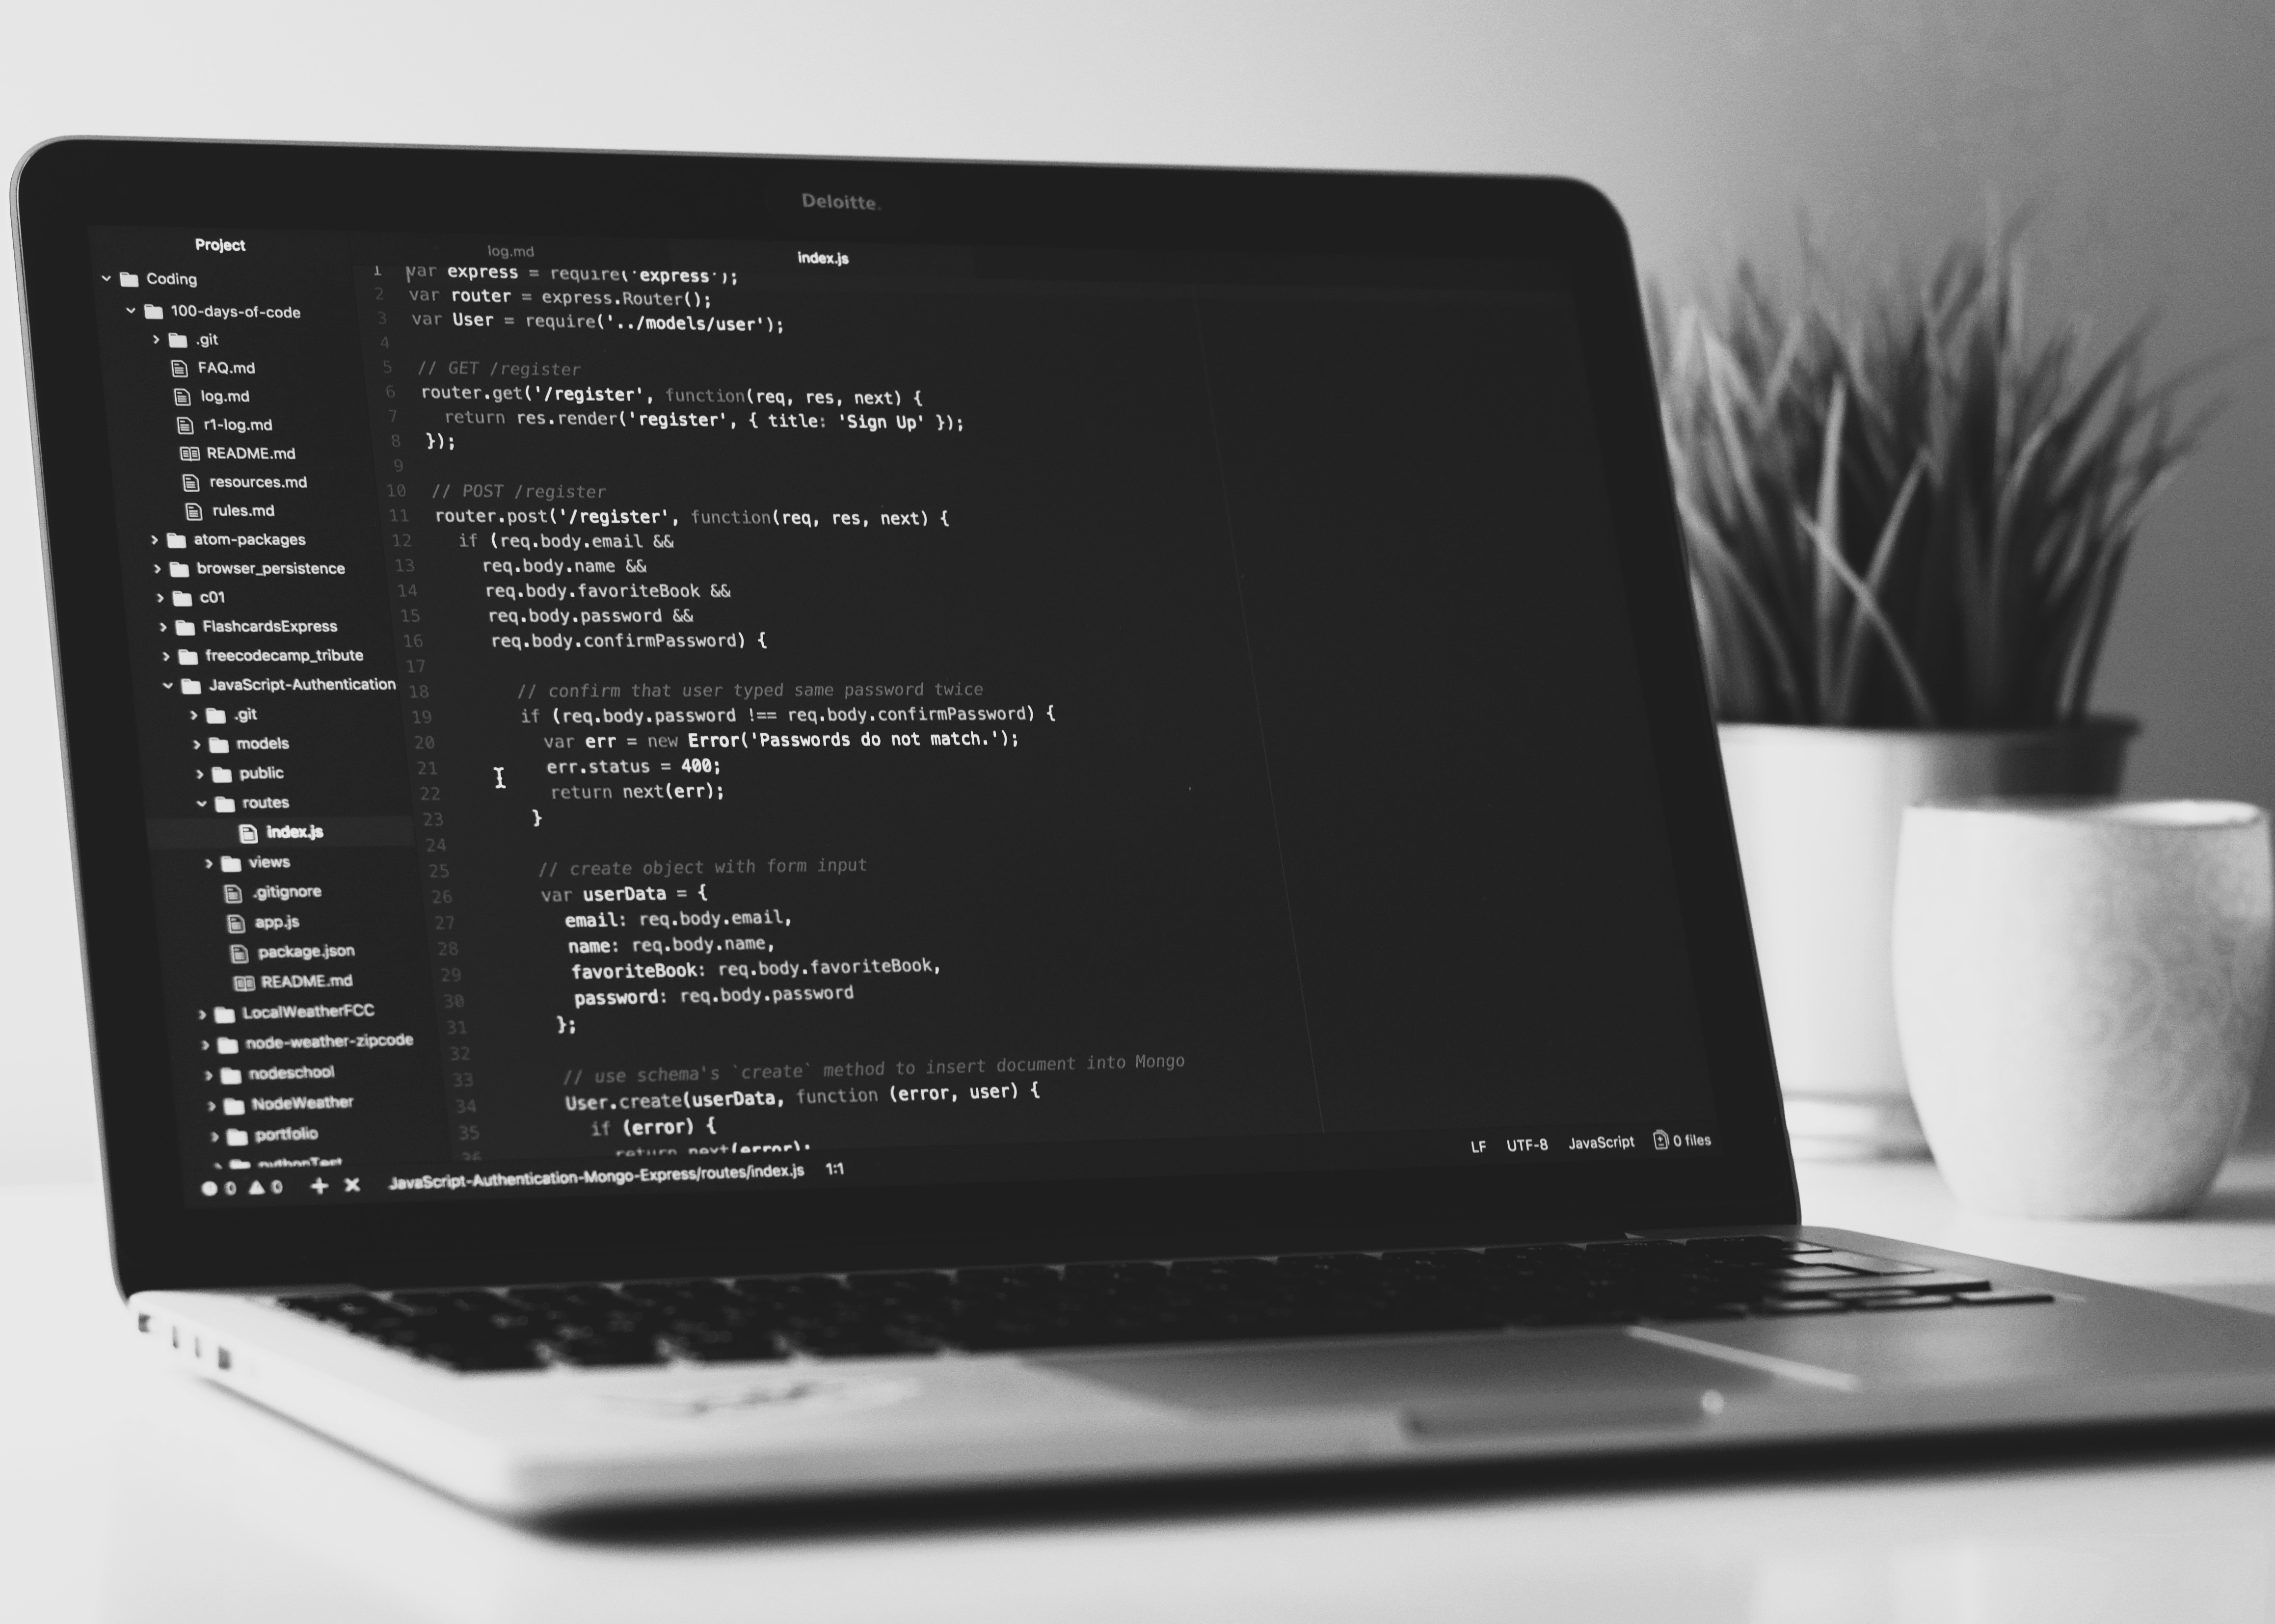 Deloitte.
Project
Coding
100-days-of-code
.git
FAQ.md
log.md
r1-log.md
README.md
resources.md
rules.md
atom-packages
browser_persistence
c01
FlashcardsExpress
freecodecamp_tribute
JavaScript-Authentication
.git
models
public
routes
index.js
views
.gitignore
app.js
package.json
README.md
LocalWeatherFCC
node-weather-zipcode
nodeschool
NodeWeather
portfolio
pythonTest
log.md index.js
1 var express = require('express');
2 var router = express.Router();
3 var User = require('../models/user');
4
5 // GET /register
6 router.get('/register', function(req, res, next) {
7 return res.render('register', { title: 'Sign Up' });
8 });
9
10 // POST /register
11 router.post('/register', function(req, res, next) {
12 if (req.body.email &&
13 req.body.name &&
14 req.body.favoriteBook &&
15 req.body.password &&
16 req.body.confirmPassword) {
17
18 // confirm that user typed same password twice
19 if (req.body.password !== req.body.confirmPassword) {
20 var err = new Error('Passwords do not match.');
21 err.status = 400;
22 return next(err);
23 }
24
25 // create object with form input
26 var userData = {
27 email: req.body.email,
28 name: req.body.name,
29 favoriteBook: req.body.favoriteBook,
30 password: req.body.password
31 };
32
33 // use schema's `create` method to insert document into Mongo
34 User.create(userData, function (error, user) {
35 if (error) {
36 return next(error);
0 0 JavaScript-Authentication-Mongo-Express/routes/index.js 1:1 LF UTF-8 JavaScript 0 files